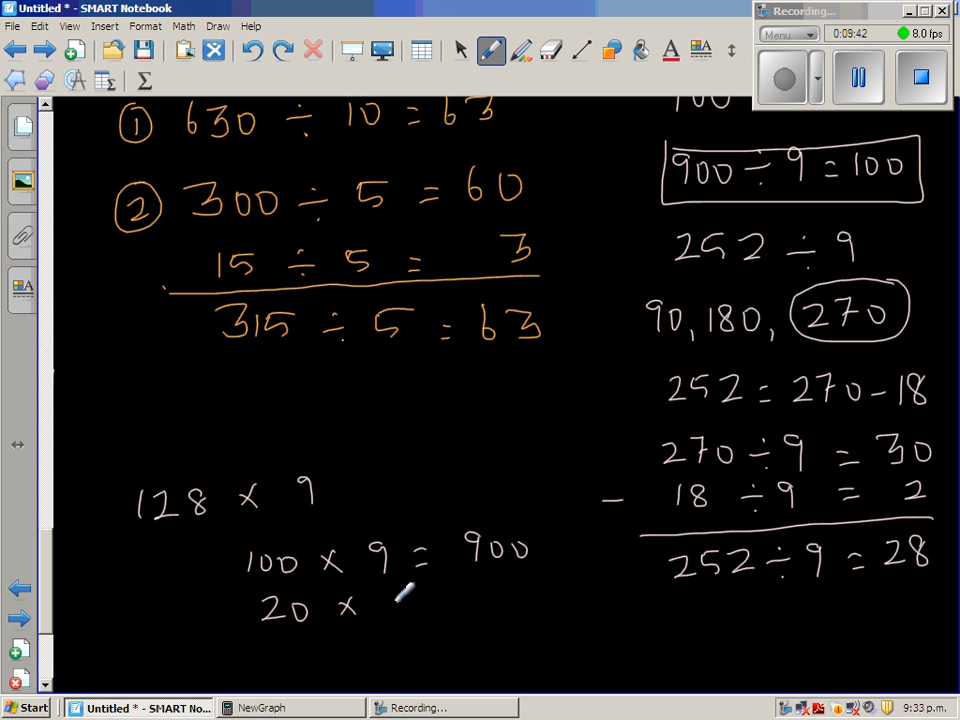 Untitled * - SMART Notebook
File Edit View Insert Format Math Draw Help
Recording...
Menu 0:09:42 8.0 fps
① 630 ÷ 10 = 63
② 300 ÷ 5 = 60
15 ÷ 5 = 3
315 ÷ 5 = 63
128 × 9
100 × 9 = 900
20 ×
100
900 ÷ 9 = 100
252 ÷ 9
90, 180, 270
252 = 270 - 18
270 ÷ 9 = 30
- 18 ÷ 9 = 2
252 ÷ 9 = 28
Start Untitled * - SMART No... NewGraph Recording... 9:33 p.m.